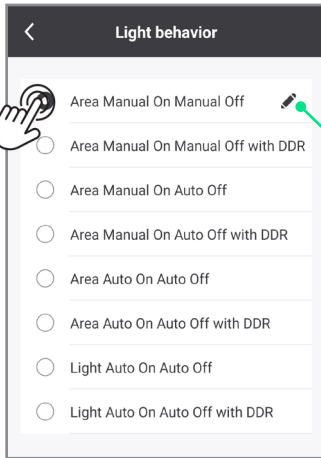 Light behavior
Area Manual On Manual Off
Area Manual On Manual Off with DDR
Area Manual On Auto Off
Area Manual On Auto Off with DDR
Area Auto On Auto Off
Area Auto On Auto Off with DDR
Light Auto On Auto Off
Light Auto On Auto Off with DDR